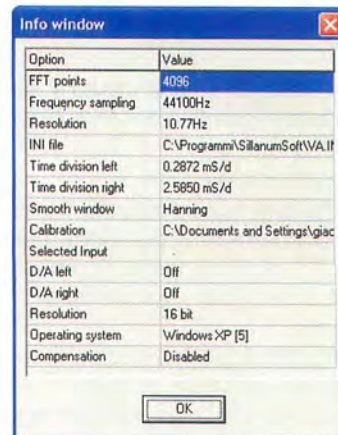 Info window
Option Value
FFT points 4096
Frequency sampling 44100Hz
Resolution 10.77Hz
INI file C:\Programmi\SillanumSoft\VA.IN
Time division left 0.2872 mS/d
Time division right 2.5850 mS/d
Smooth window Hanning
Calibration C:\Documents and Settings\giac
Selected Input .
D/A left Off
D/A right Off
Resolution 16 bit
Operating system Windows XP [5]
Compensation Disabled
OK